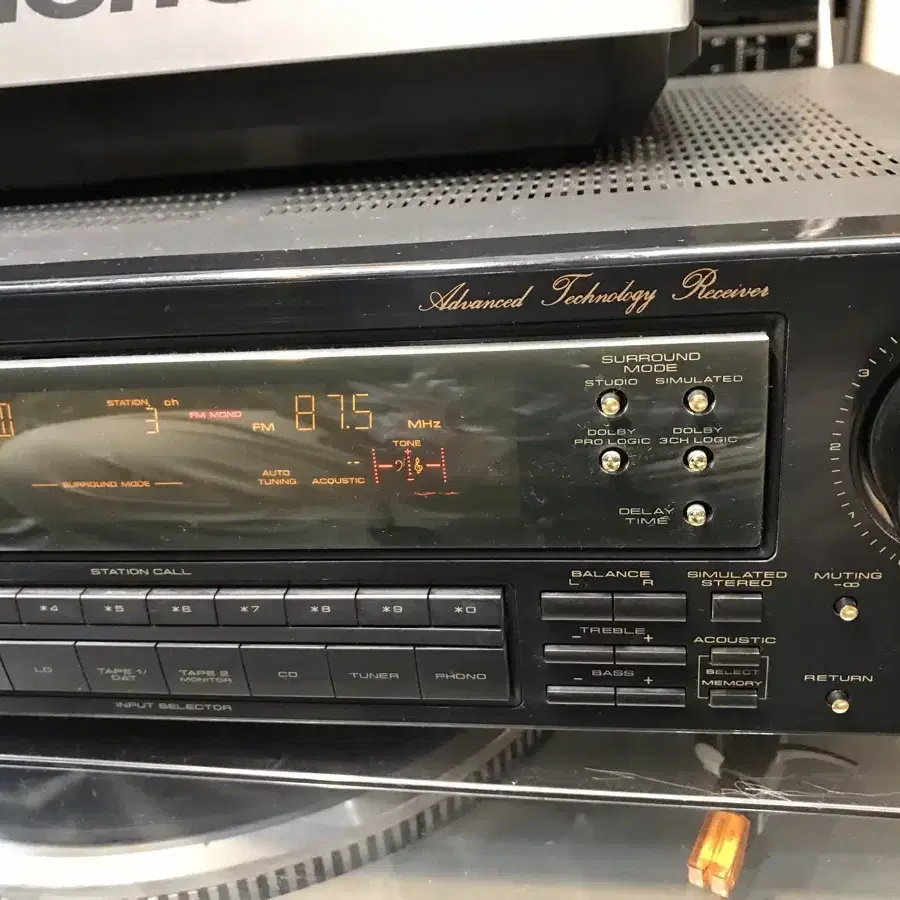 Advanced Technology Receiver
SURROUND
MODE
STUDIO SIMULATED
DOLBY
PRO LOGIC
DOLBY
3CH LOGIC
DELAY
TIME
STATION ch
3
FM MONO
FM 87.5 MHz
TONE
SURROUND MODE
AUTO
TUNING
ACOUSTIC
3
2
1
STATION CALL
*4 *5 *6 *7 *8 *9 *0
LD
TAPE 1/
DAT
TAPE 2
MONITOR
CD
TUNER
PHONO
INPUT SELECTOR
BALANCE
L R
- TREBLE +
- BASS +
SIMULATED
STEREO
ACOUSTIC
SELECT
MEMORY
MUTING
-∞
RETURN